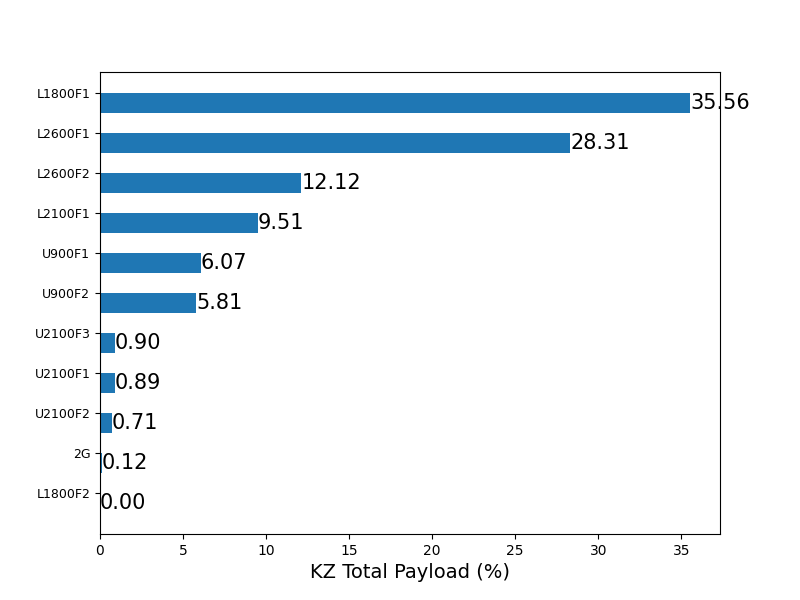 L1800F1 35.56
L2600F1 28.31
L2600F2 12.12
L2100F1 9.51
U900F1 6.07
U900F2 5.81
U2100F3 0.90
U2100F1 0.89
U2100F2 0.71
2G 0.12
L1800F2 0.00
0 5 10 15 20 25 30 35
KZ Total Payload (%)